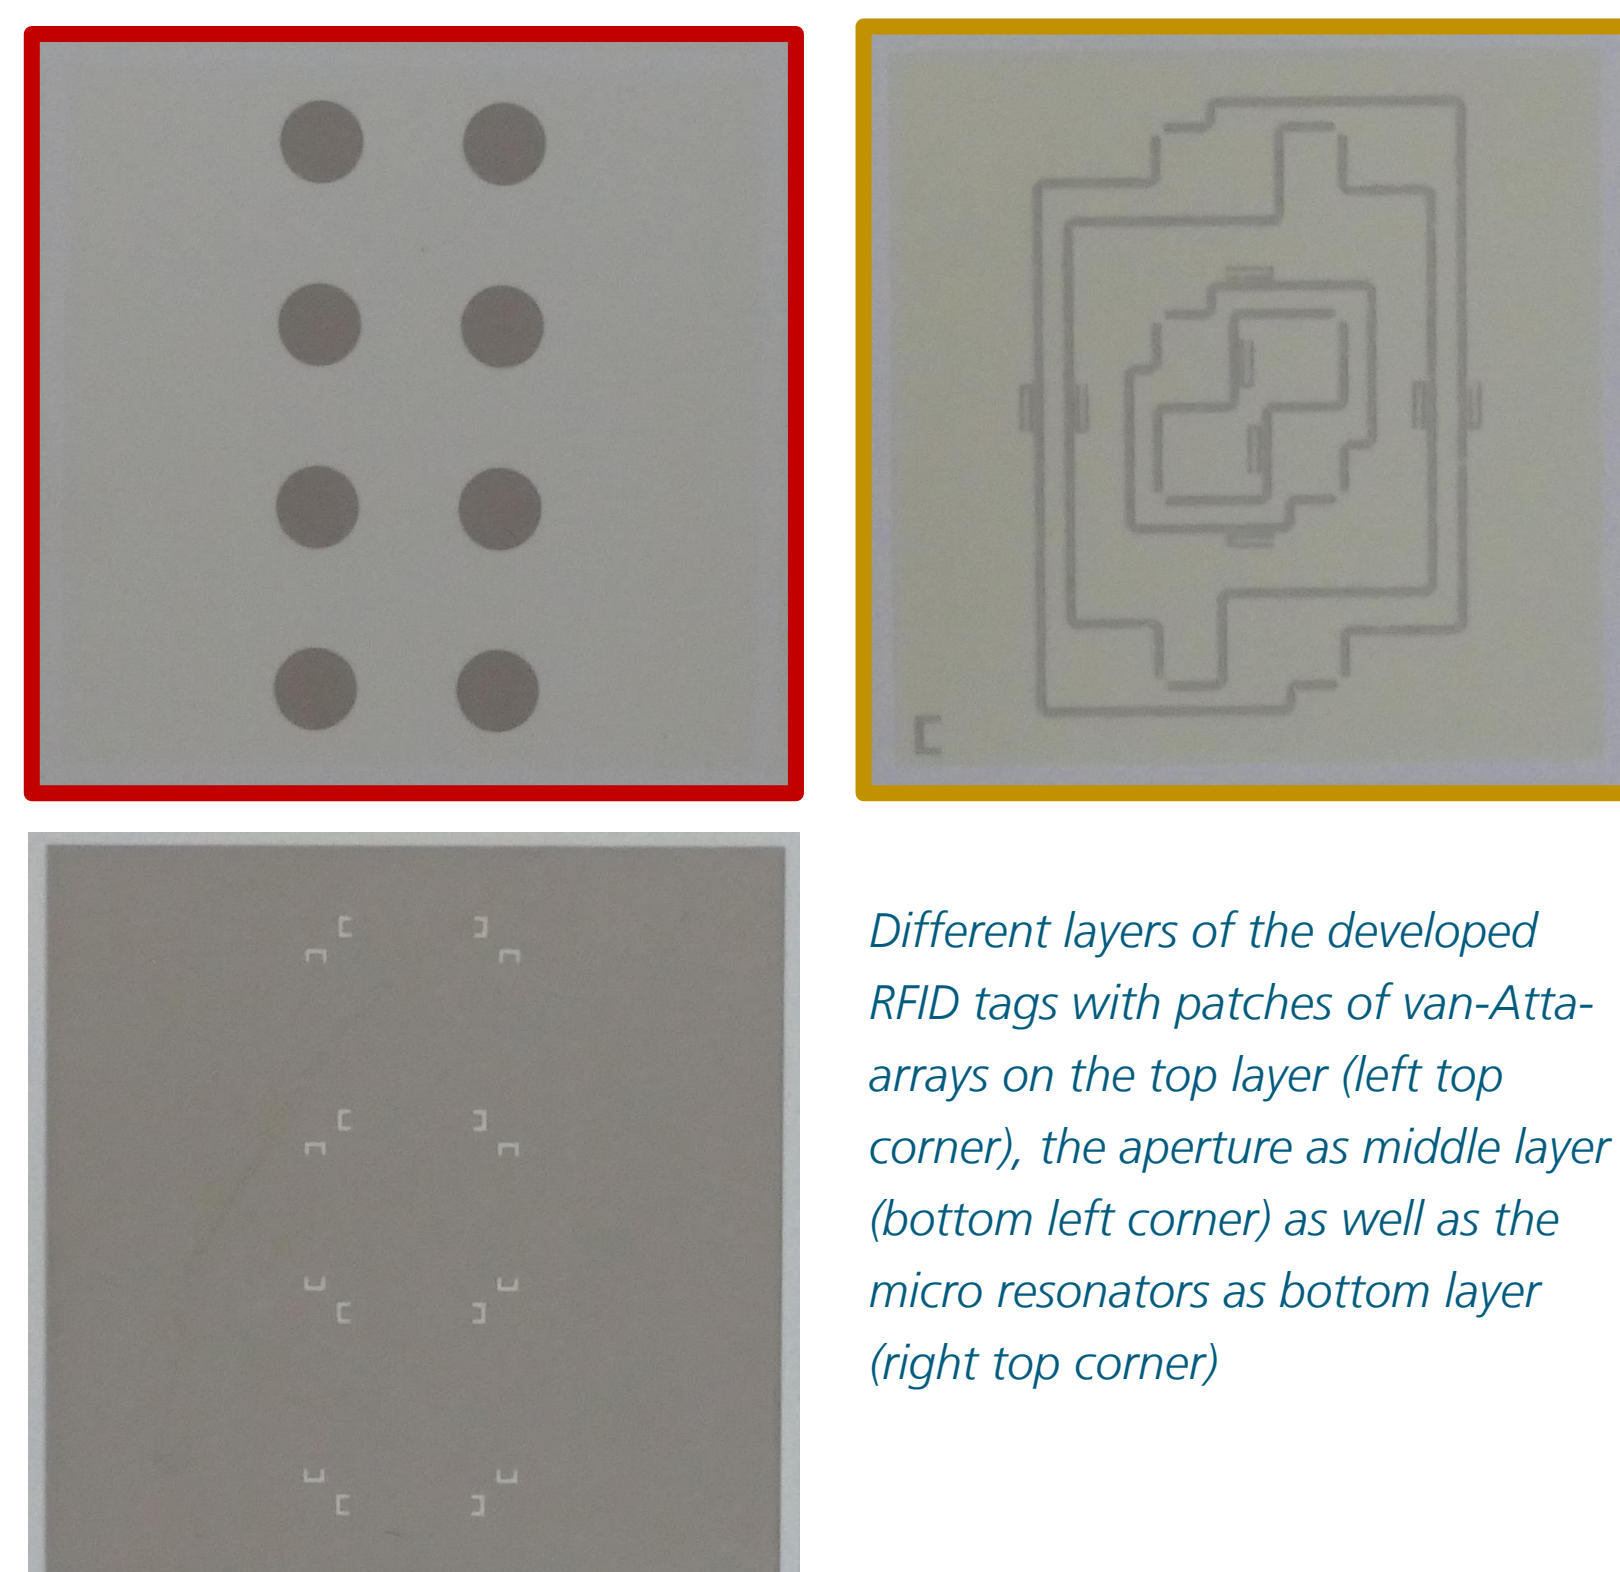 Different layers of the developed
RFID tags with patches of van-Atta-
arrays on the top layer (left top
corner), the aperture as middle layer
(bottom left corner) as well as the
micro resonators as bottom layer
(right top corner)